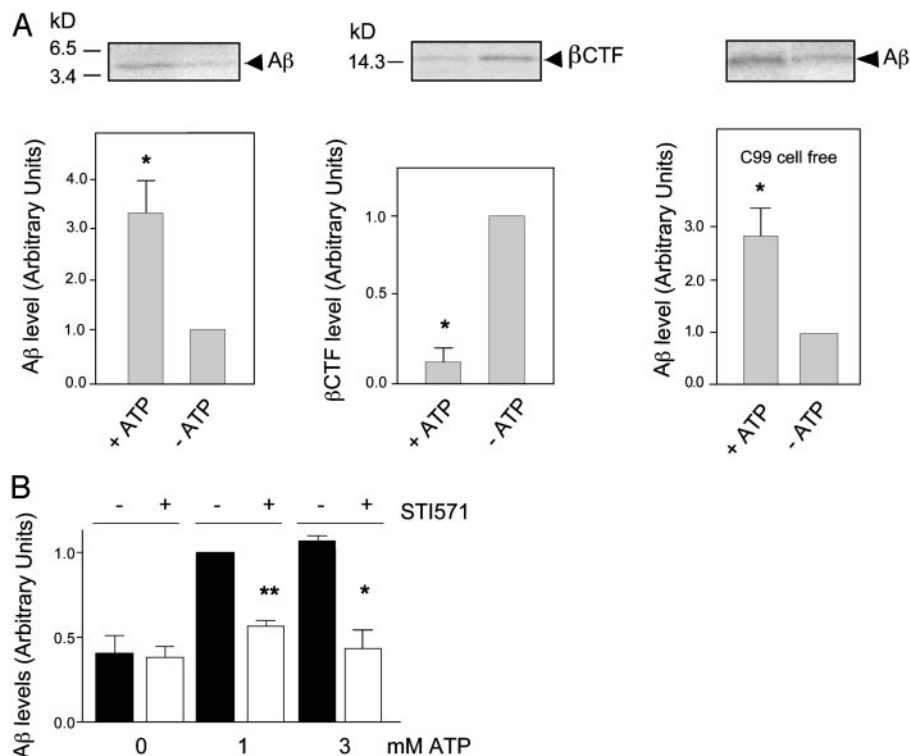 A
kD
6.5
3.4
Aβ
kD
14.3
βCTF
Aβ
Aβ level (Arbitrary Units)
4.0
3.0
2.0
1.0
0.0
*
+ ATP
- ATP
βCTF level (Arbitrary Units)
1.0
0.5
0.0
*
+ ATP
- ATP
Aβ level (Arbitrary Units)
C99 cell free
3.0
2.0
1.0
0.0
*
+ ATP
- ATP
B
- + - + - + STI571
Aβ levels (Arbitrary Units)
1.0
0.5
0.0
** *
0 1 3 mM ATP